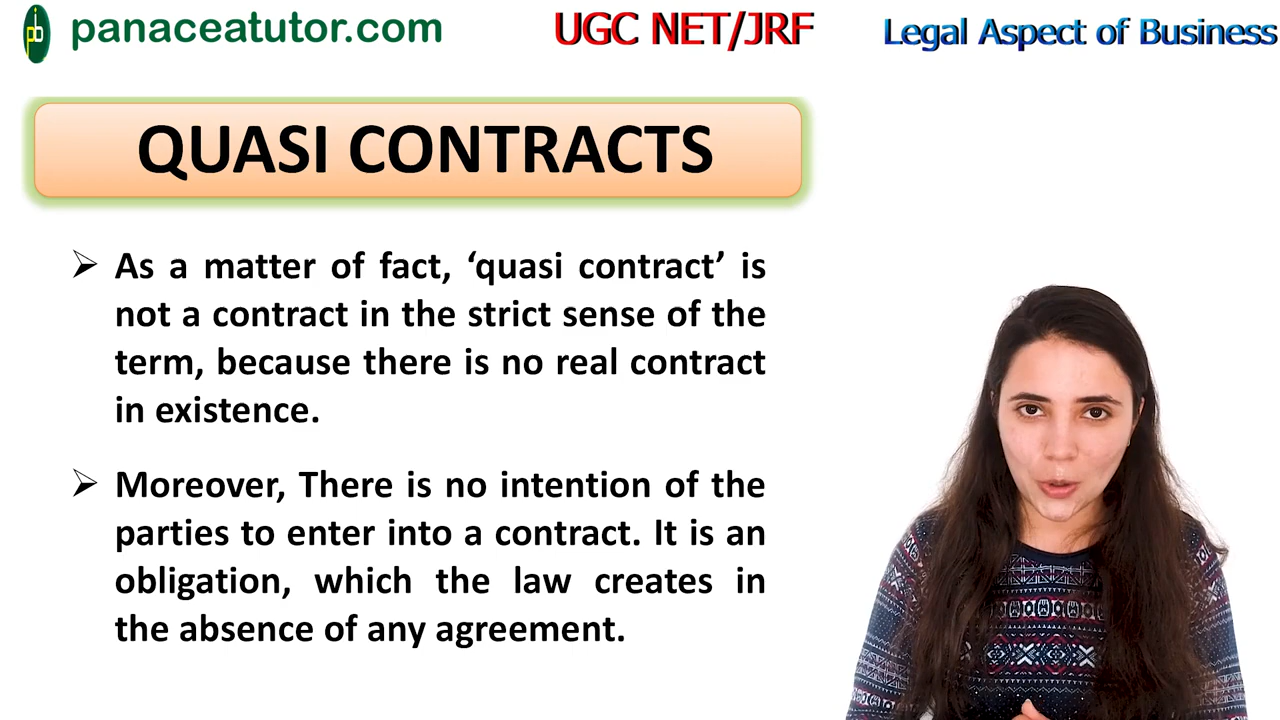 pb panaceatutor.com UGC NET/JRF Legal Aspect of Business
QUASI CONTRACTS
➢ As a matter of fact, ‘quasi contract’ is
not a contract in the strict sense of the
term, because there is no real contract
in existence.
➢ Moreover, There is no intention of the
parties to enter into a contract. It is an
obligation, which the law creates in
the absence of any agreement.